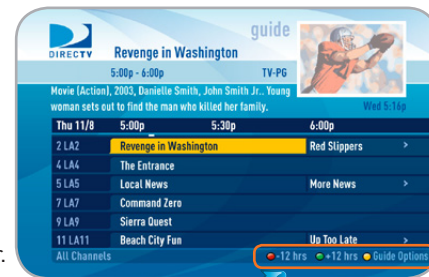 guide
DIRECTV
Revenge in Washington
5:00p - 6:00p TV-PG
Movie (Action), 2003, Danielle Smith, John Smith Jr.. Young
woman sets out to find the man who killed her family.
Wed 5:16p
Thu 11/8 5:00p 5:30p 6:00p
2 LA2 Revenge in Washington Red Slippers >
4 LA4 The Entrance
5 LA5 Local News More News >
7 LA7 Command Zero
9 LA9 Sierra Quest
11 LA11 Beach City Fun Up Too Late >
All Channels -12 hrs +12 hrs Guide Options